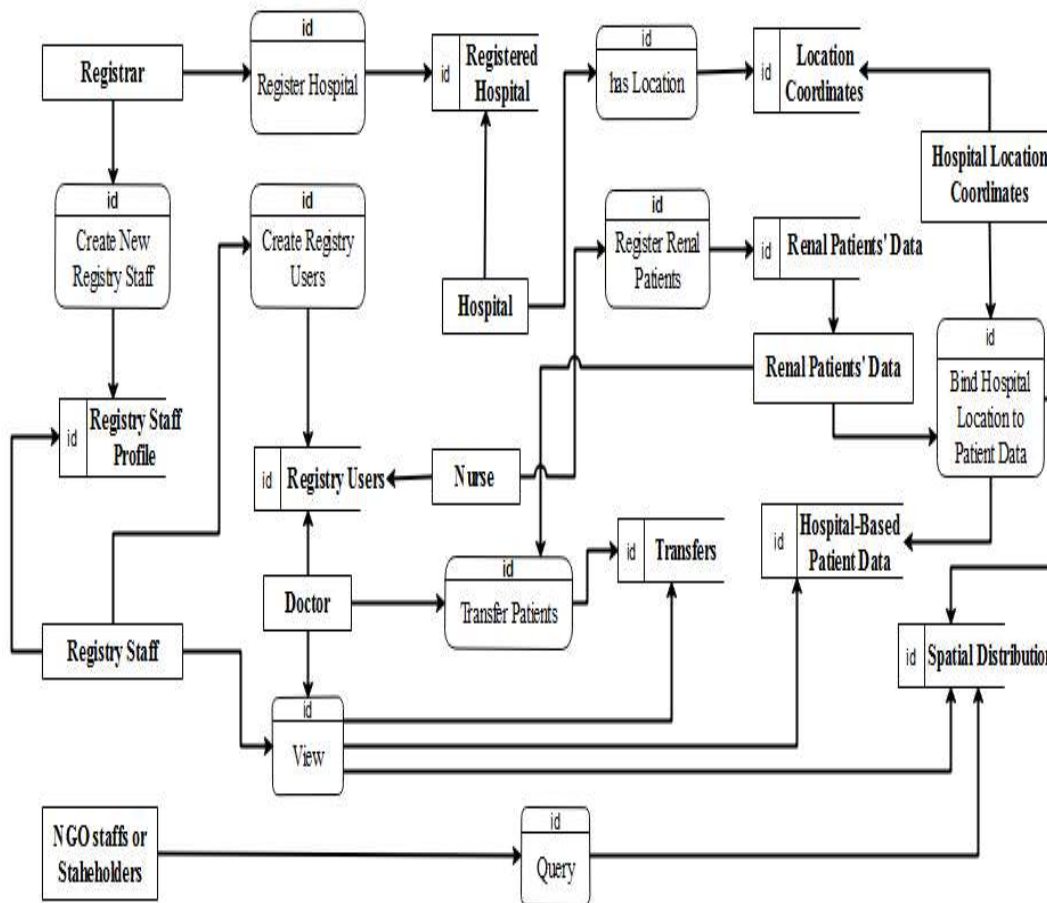 id
Registrar
Register Hospital
id
Registered
Hospital
id
has Location
id
Location
Coordinates
Hospital Location
Coordinates
id
Create New
Registry Staff
id
Create Registry
Users
id
Register Renal
Patients
id
Renal Patients' Data
Hospital
Renal Patients' Data
id
Bind Hospital
Location to
Patient Data
id
Registry Staff
Profile
id
Registry Users
Nurse
id
Hospital-Based
Patient Data
id
Transfers
id
Transfer Patients
Doctor
Registry Staff
id
Spatial Distribution
id
View
NGO staffs or
Staheholders
id
Query